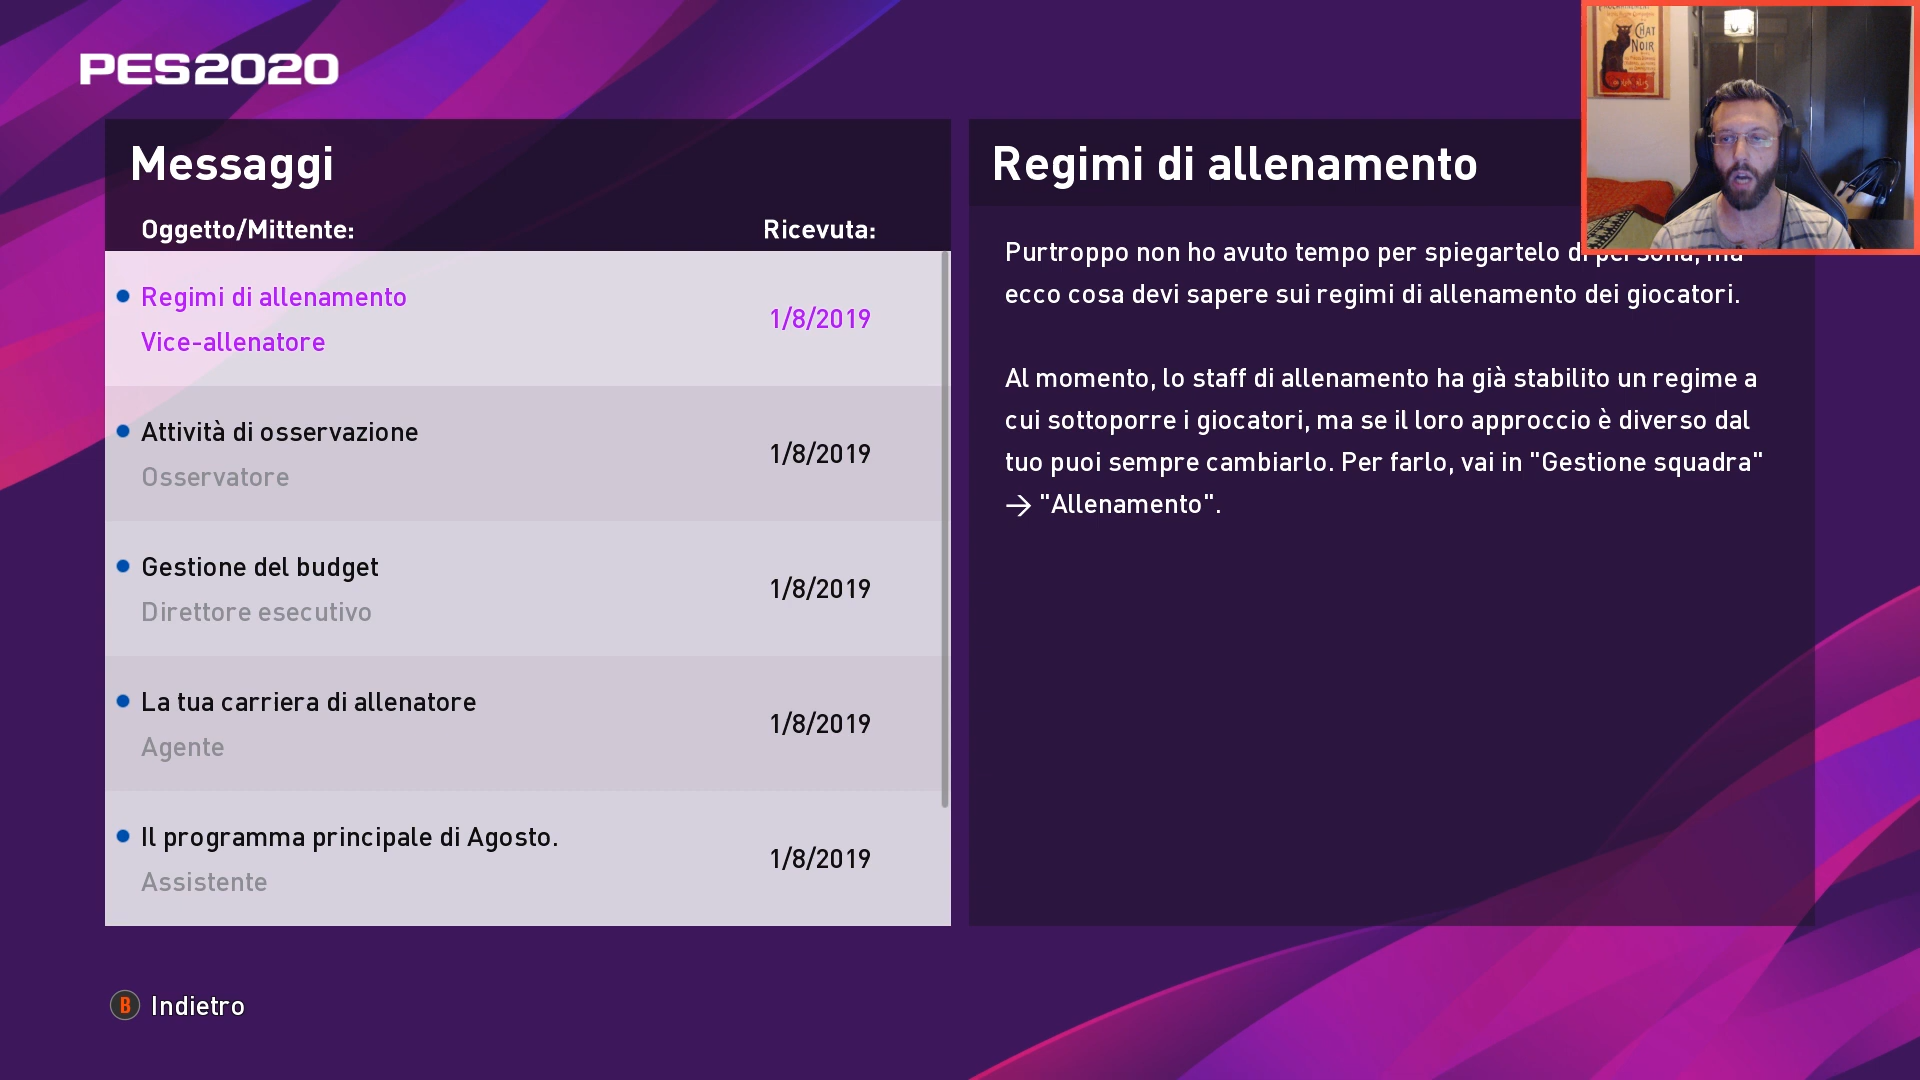 PES2020
Messaggi
Oggetto/Mittente:
Ricevuta:
Regimi di allenamento
Vice-allenatore
1/8/2019
Attività di osservazione
Osservatore
1/8/2019
Gestione del budget
Direttore esecutivo
1/8/2019
La tua carriera di allenatore
Agente
1/8/2019
Il programma principale di Agosto.
Assistente
1/8/2019
Regimi di allenamento
Purtroppo non ho avuto tempo per spiegartelo di persona, ma
ecco cosa devi sapere sui regimi di allenamento dei giocatori.
Al momento, lo staff di allenamento ha già stabilito un regime a
cui sottoporre i giocatori, ma se il loro approccio è diverso dal
tuo puoi sempre cambiarlo. Per farlo, vai in "Gestione squadra"
→ "Allenamento".
CHAT
NOIR
B Indietro